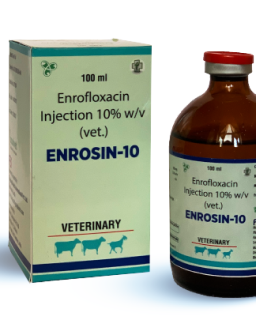 100 ml
Enrofloxacin
Injection 10% w/v
(vet.)
ENROSIN-10
VETERINARY
100 ml
Enrofloxacin
Injection 10% w/v
(vet.)
ENROSIN-10
VETERINARY